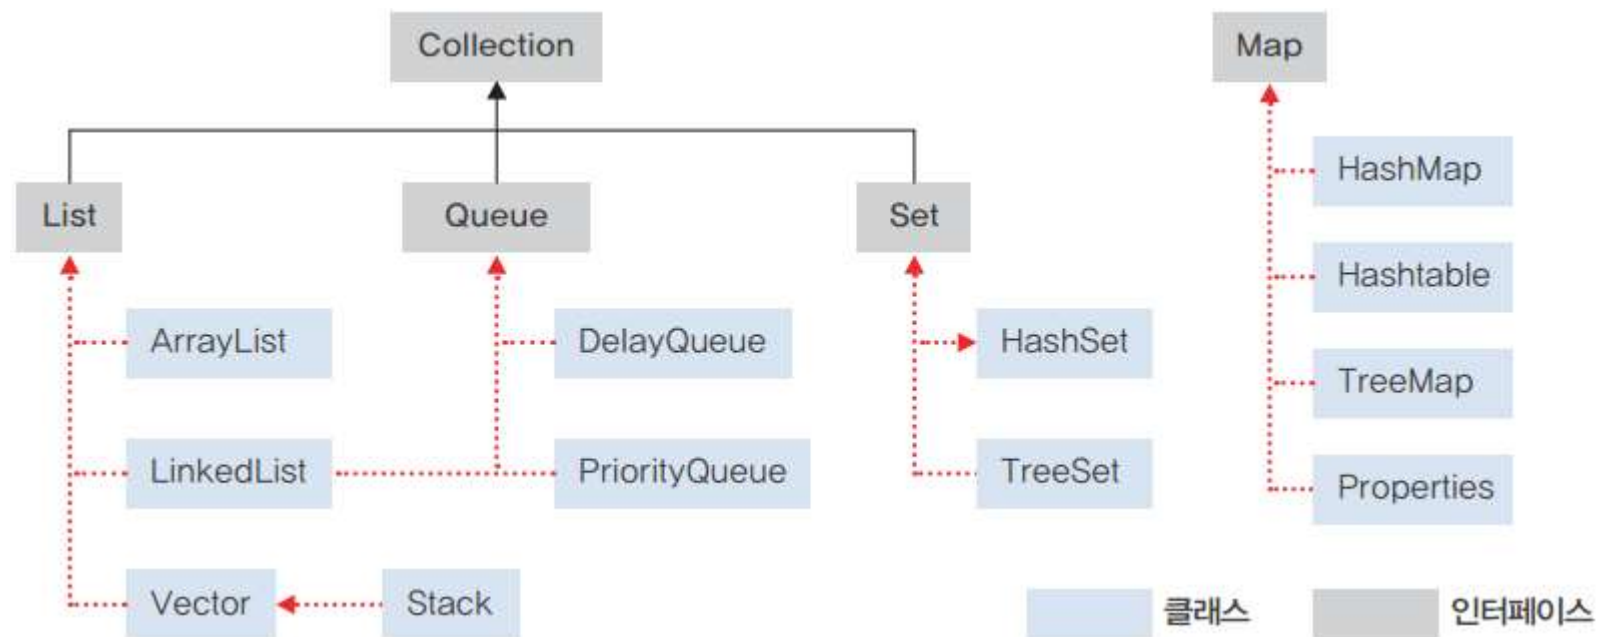 Collection
Map
List
Queue
Set
HashMap
Hashtable
TreeMap
Properties
ArrayList
DelayQueue
HashSet
LinkedList
PriorityQueue
TreeSet
Vector
Stack
클래스
인터페이스